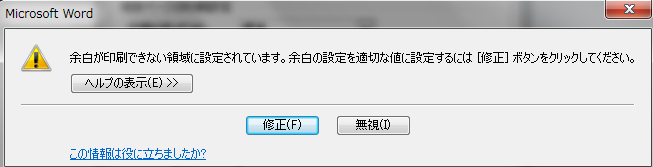 Microsoft Word
余白が印刷できない領域に設定されています。余白の設定を適切な値に設定するには [修正] ボタンをクリックしてください。
ヘルプの表示(E) >>
修正(F)
無視(I)
この情報は役に立ちましたか?